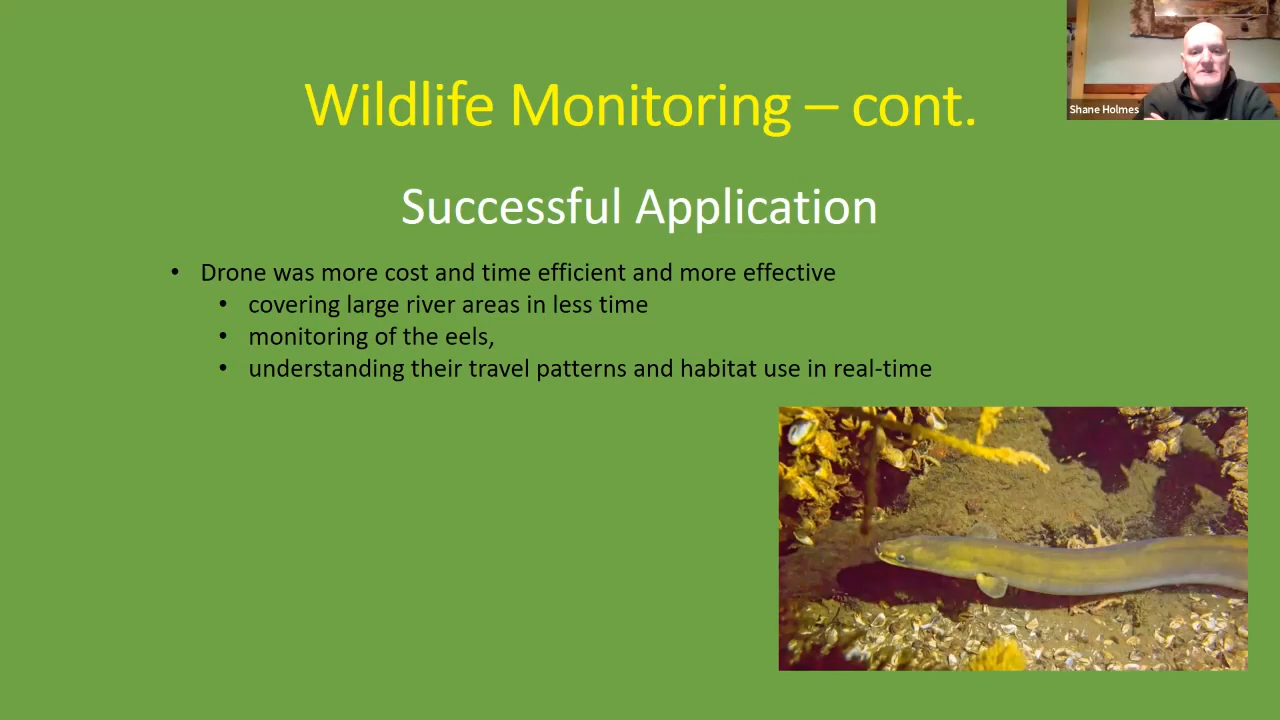 Wildlife Monitoring – cont.
Shane Holmes
Successful Application
• Drone was more cost and time efficient and more effective
• covering large river areas in less time
• monitoring of the eels,
• understanding their travel patterns and habitat use in real-time